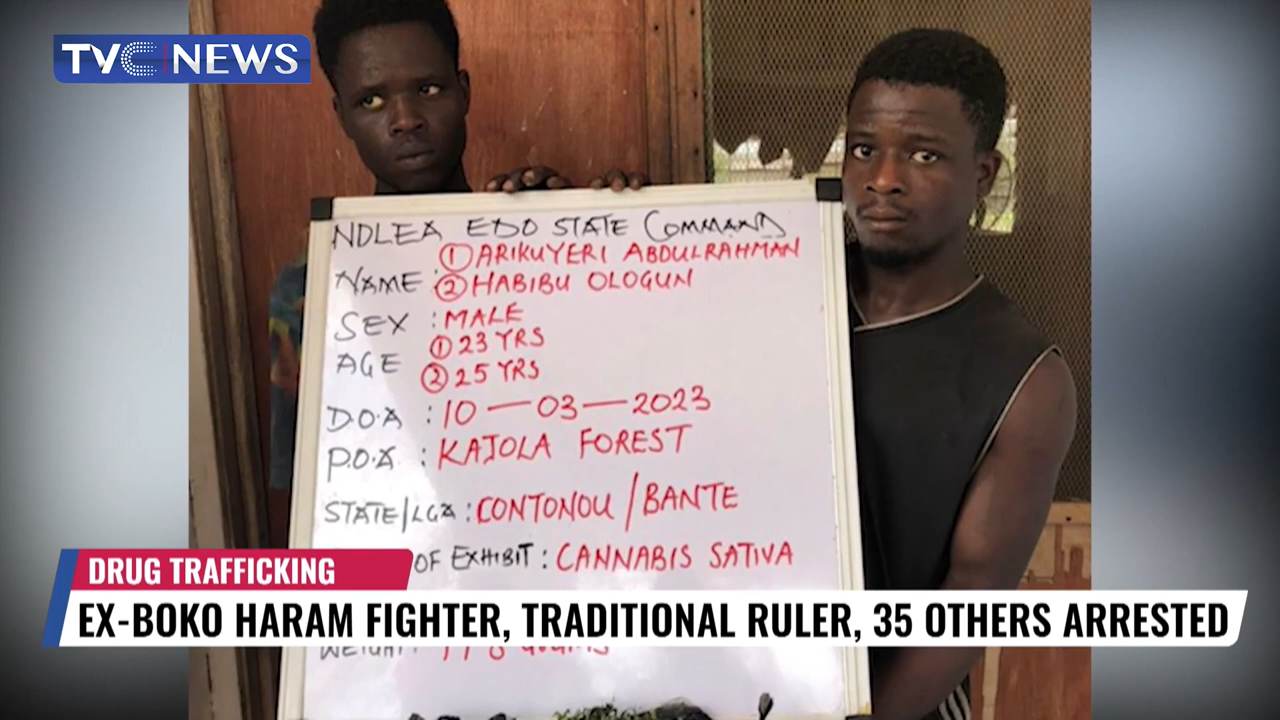 TVC NEWS
NDLEA EDO STATE COMMAND
NAME : ① ARIKUYERI ABDULRAHMAN
② HABIBU OLOGUN
SEX : MALE
AGE ① 23 YRS
② 25 YRS
D.O.A : 10 — 03 — 2023
P.O.A : KAJOLA FOREST
STATE/LGA : CONTONOU / BANTE
OF EXHIBIT : CANNABIS SATIVA
DRUG TRAFFICKING
EX-BOKO HARAM FIGHTER, TRADITIONAL RULER, 35 OTHERS ARRESTED
WEIGHT: